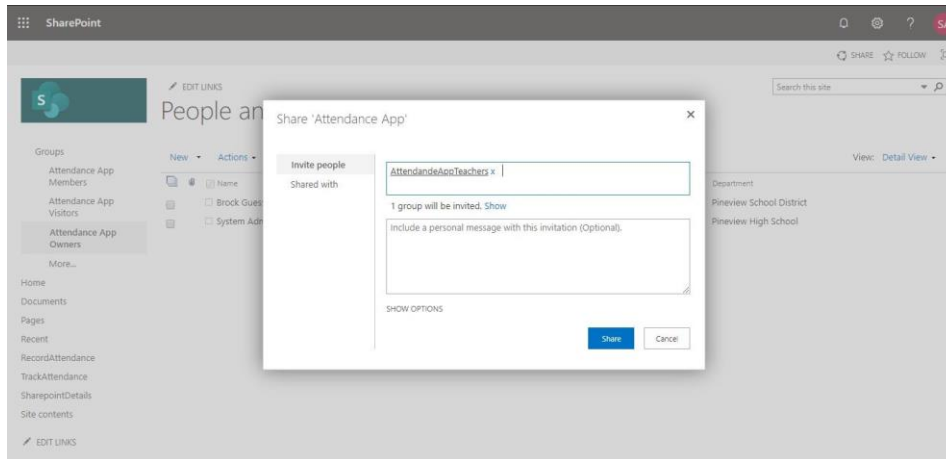 SharePoint
SHARE FOLLOW
EDIT LINKS
Search this site
People an
Groups
Attendance App
Members
Attendance App
Visitors
Attendance App
Owners
More...
Home
Documents
Pages
Recent
RecordAttendance
TrackAttendance
SharepointDetails
Site contents
EDIT LINKS
New Actions
View: Detail View
Name
Department
Brock Gues
Pineview School District
System Adm
Pineview High School
Share 'Attendance App'
Invite people
Shared with
AttendandeAppTeachers x
1 group will be invited. Show
Include a personal message with this invitation (Optional).
SHOW OPTIONS
Share Cancel